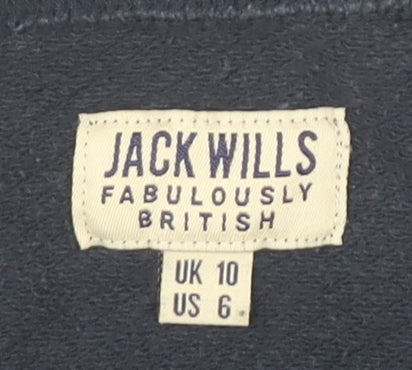 JACK WILLS
FABULOUSLY
BRITISH
UK 10
US 6.